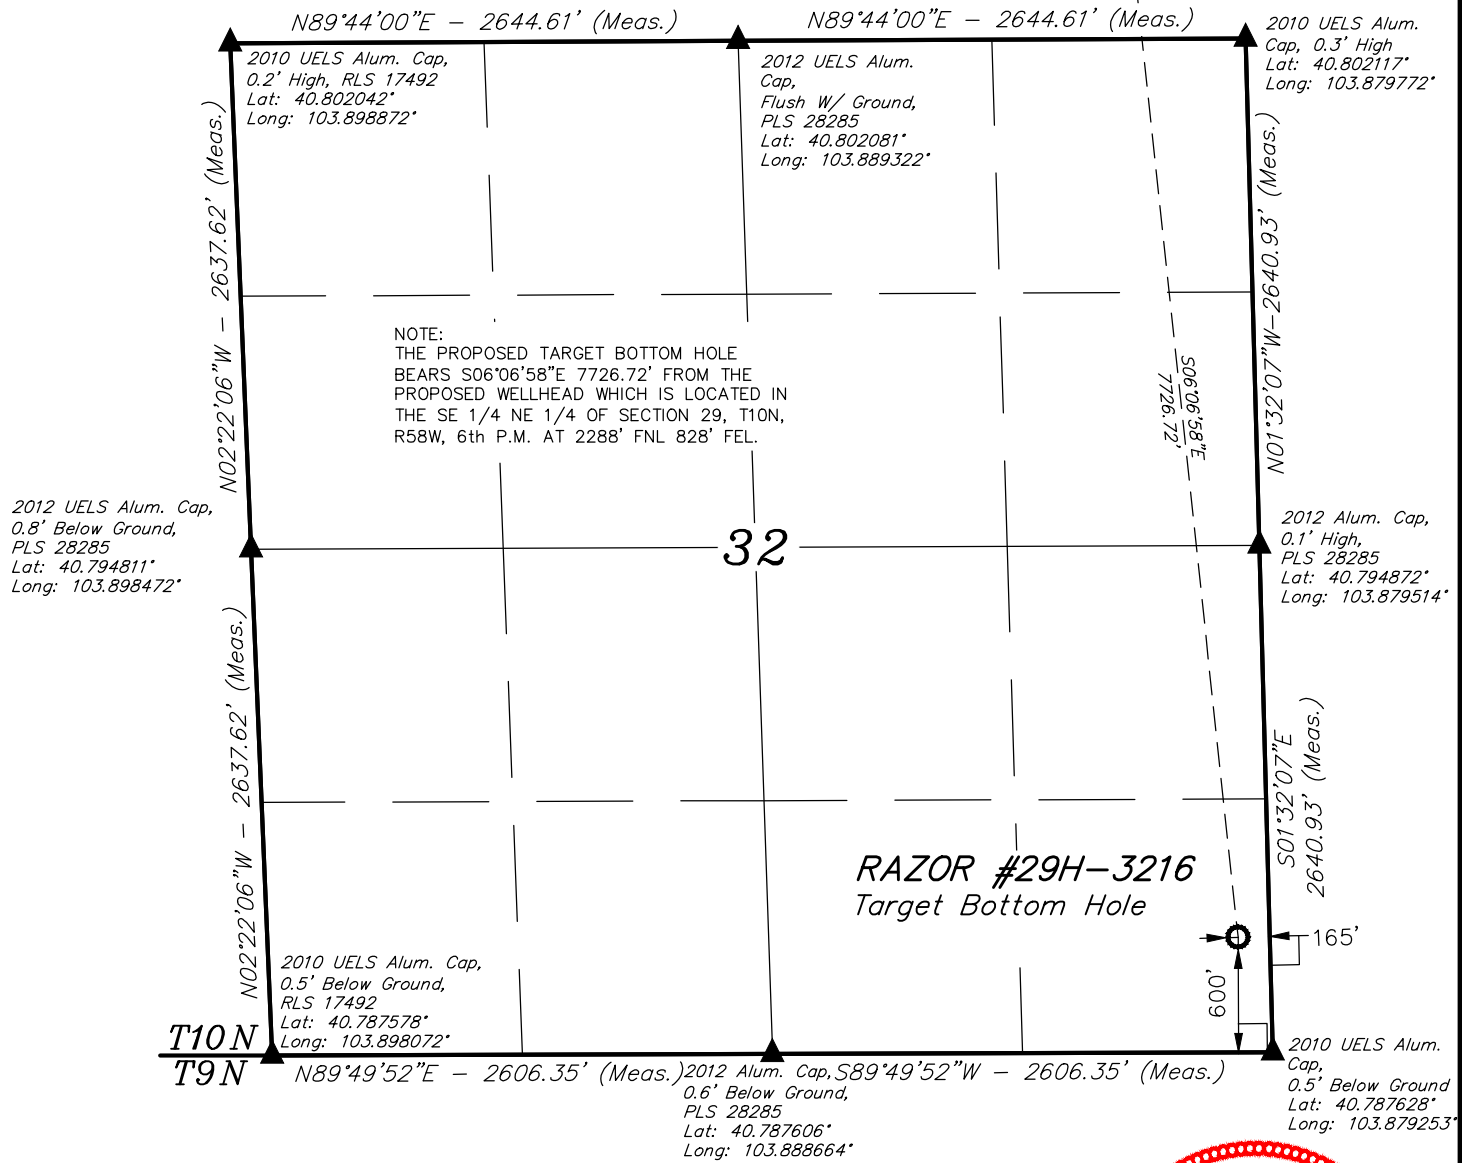 N89°44'00"E - 2644.61' (Meas.)
N89°44'00"E - 2644.61' (Meas.)
2010 UELS Alum. Cap,
0.2' High, RLS 17492
Lat: 40.802042°
Long: 103.898872°
2012 UELS Alum.
Cap,
Flush W/ Ground,
PLS 28285
Lat: 40.802081°
Long: 103.889322°
2010 UELS Alum.
Cap, 0.3' High
Lat: 40.802117°
Long: 103.879772°
N02°22'06"W - 2637.62' (Meas.)
N01°32'07"W-2640.93' (Meas.)
NOTE:
THE PROPOSED TARGET BOTTOM HOLE
BEARS S06°06'58"E 7726.72' FROM THE
PROPOSED WELLHEAD WHICH IS LOCATED IN
THE SE 1/4 NE 1/4 OF SECTION 29, T10N,
R58W, 6th P.M. AT 2288' FNL 828' FEL.
S06°06'58"E
7726.72'
2012 UELS Alum. Cap,
0.8' Below Ground,
PLS 28285
Lat: 40.794811°
Long: 103.898472°
32
2012 Alum. Cap,
0.1' High,
PLS 28285
Lat: 40.794872°
Long: 103.879514°
N02°22'06"W - 2637.62' (Meas.)
S01°32'07"E
2640.93' (Meas.)
RAZOR #29H-3216
Target Bottom Hole
165'
600'
2010 UELS Alum. Cap,
0.5' Below Ground,
RLS 17492
Lat: 40.787578°
Long: 103.898072°
T10N
T9N
N89°49'52"E - 2606.35' (Meas.)
2012 Alum. Cap,
0.6' Below Ground,
PLS 28285
Lat: 40.787606°
Long: 103.888664°
S89°49'52"W - 2606.35' (Meas.)
2010 UELS Alum.
Cap,
0.5' Below Ground
Lat: 40.787628°
Long: 103.879253°